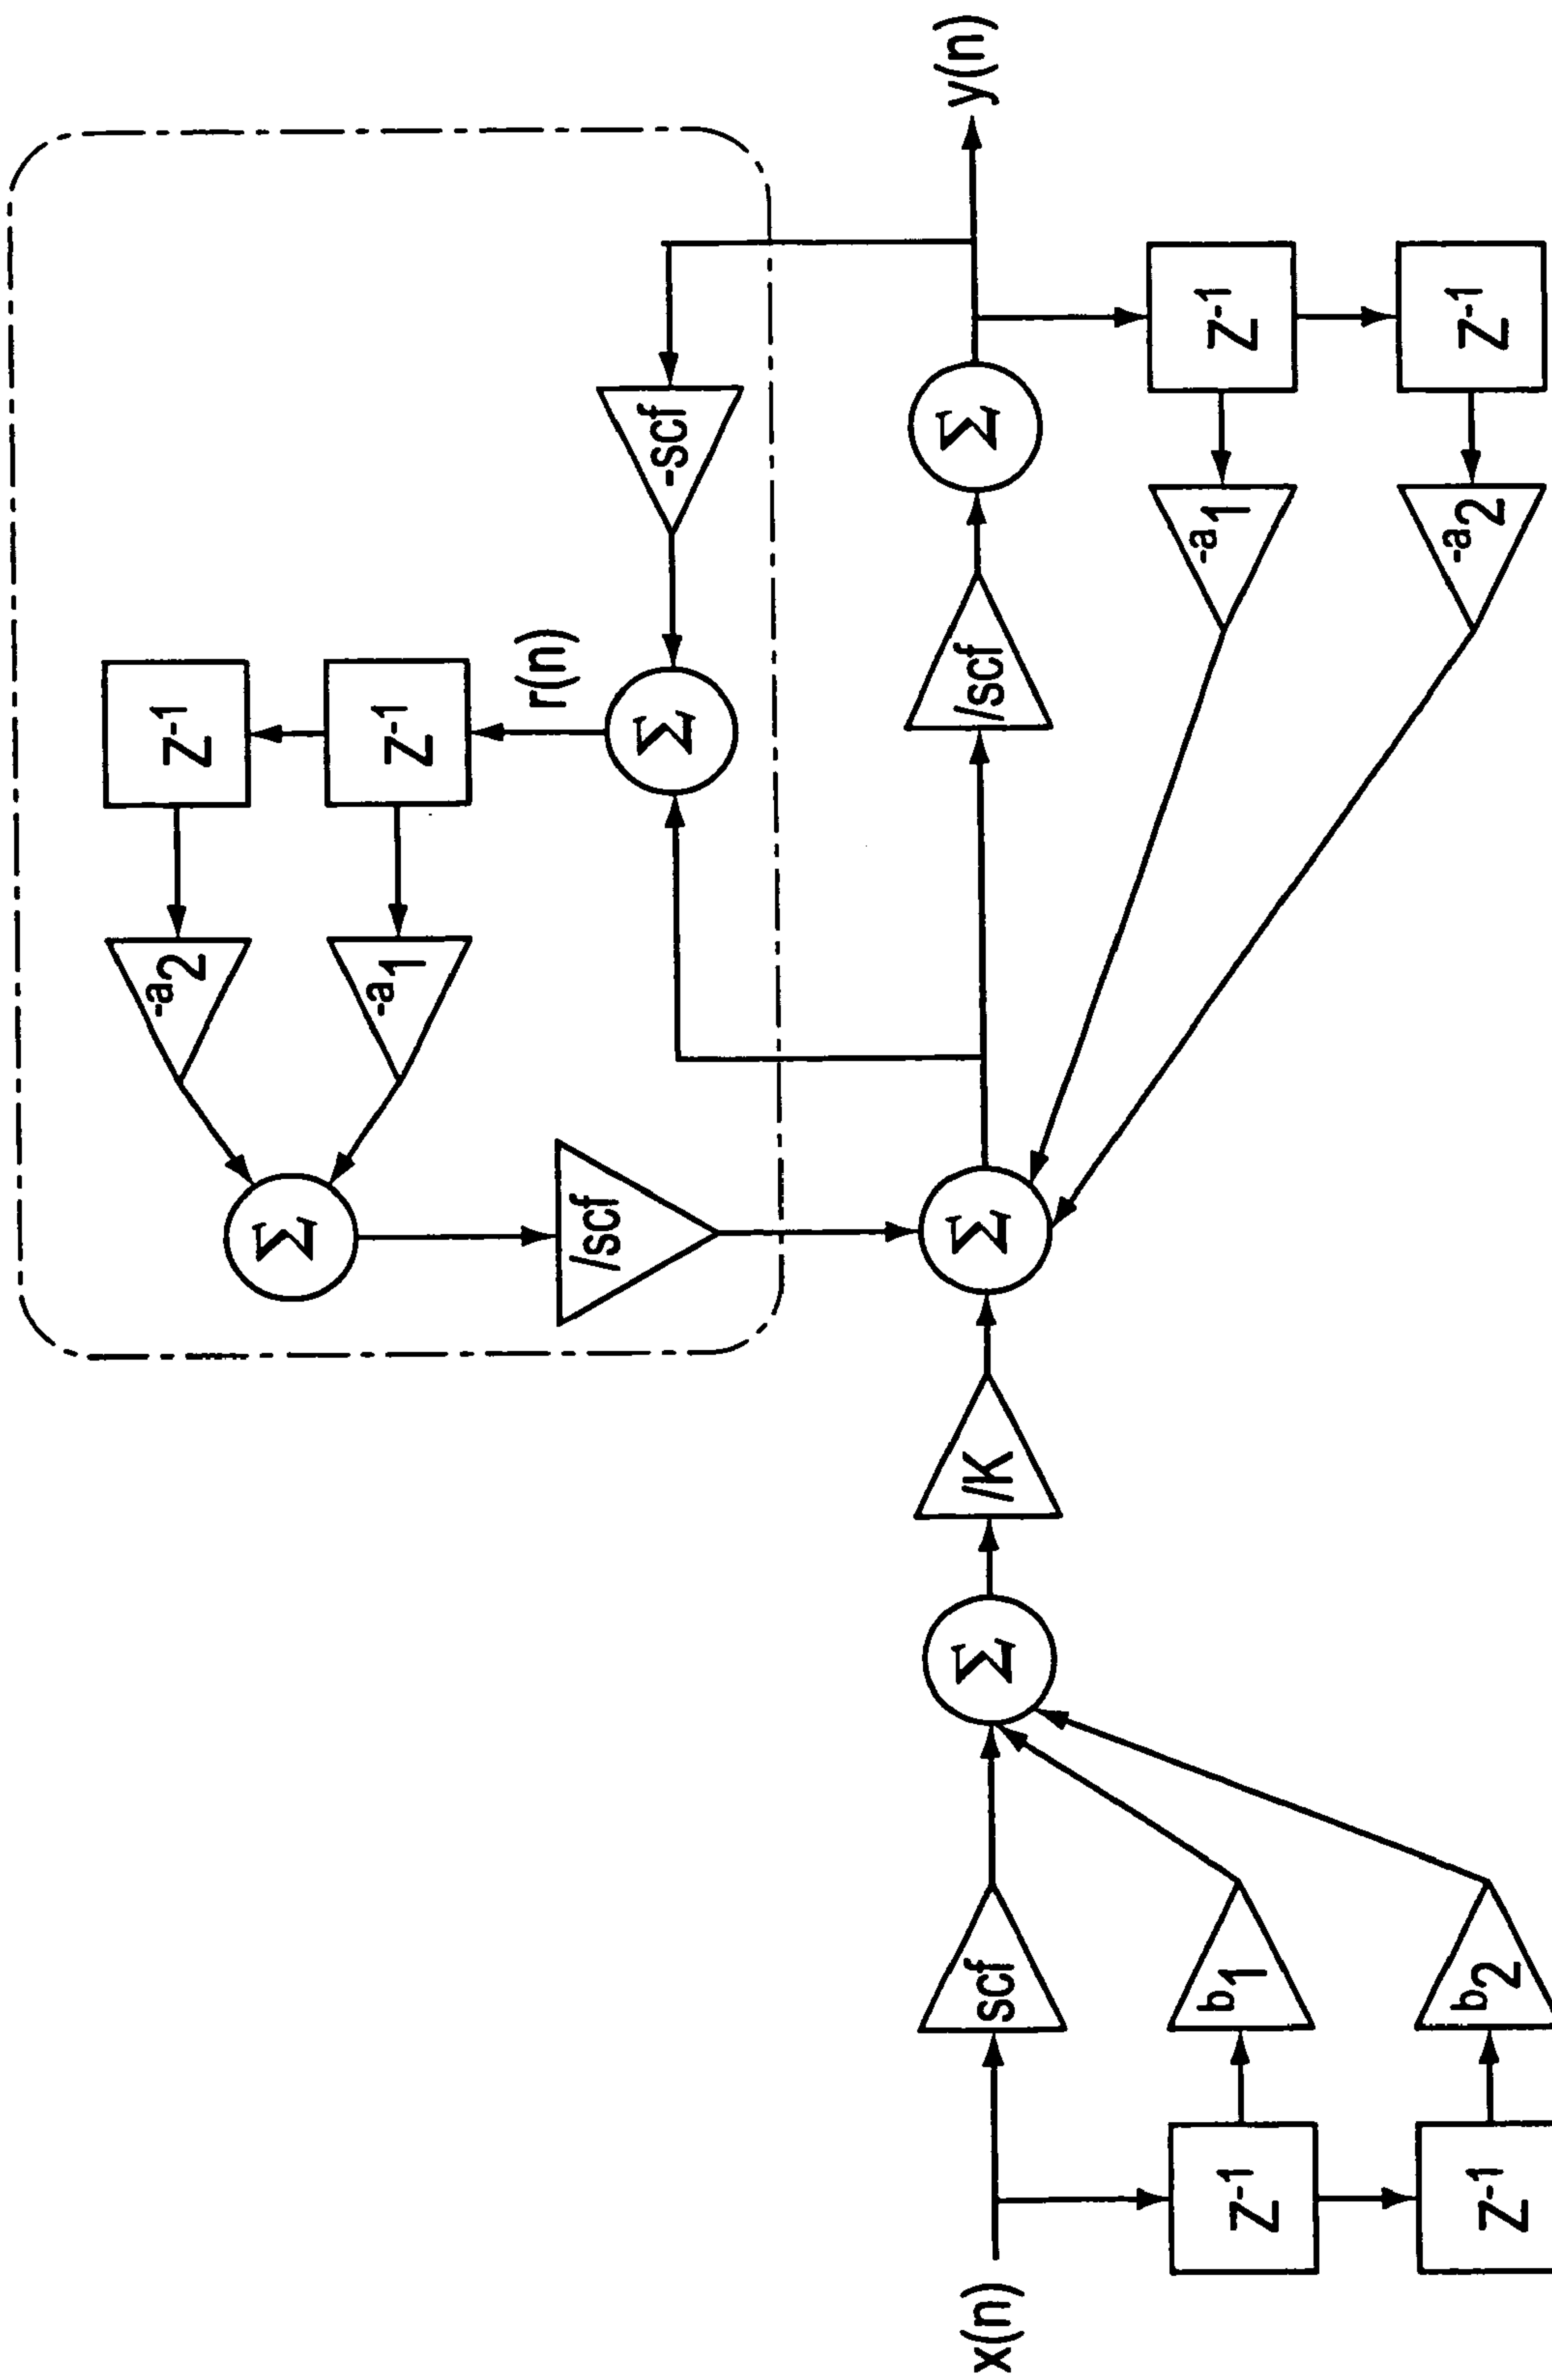 -a2 Z-1
Σ
-a1 Z-1
r(n)
/scf
Σ -scf
x(n) scf Σ /K Σ /scf Σ y(n)
Z-1 b1 -a1 Z-1
Z-1 b2 -a2 Z-1